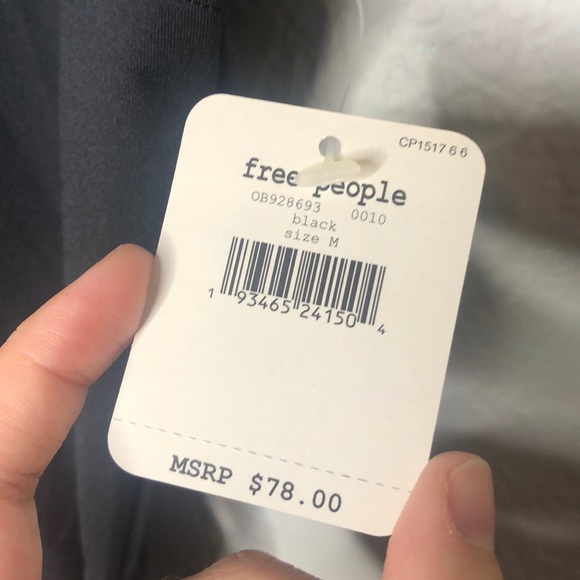 CP1517 6 6
free people
OB928693 0010
black
size M
1 93465 24150 4
MSRP $78.00